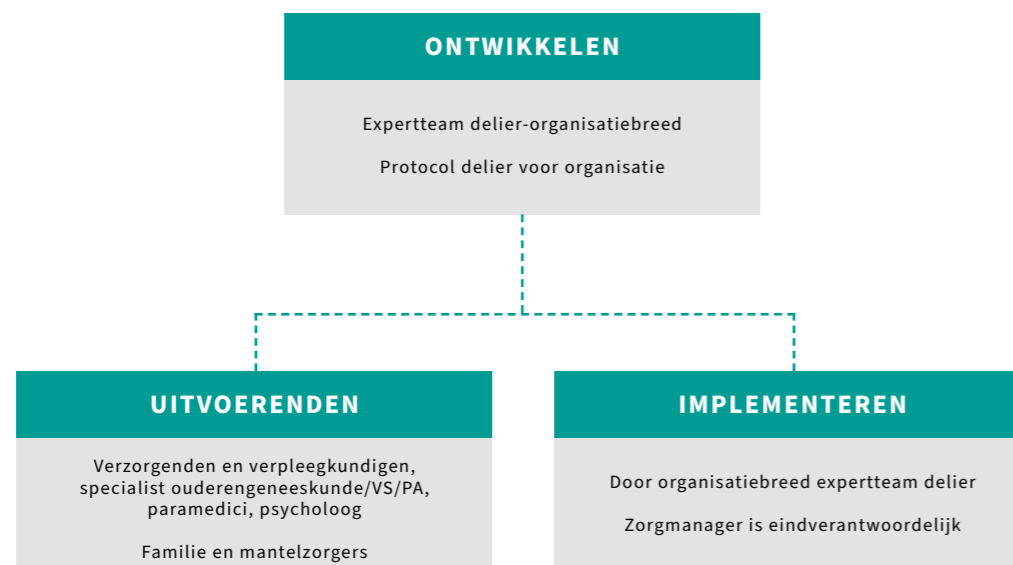 ONTWIKKELEN
Expertteam delier-organisatiebreed
Protocol delier voor organisatie
UITVOERENDEN
Verzorgenden en verpleegkundigen,
specialist ouderengeneeskunde/VS/PA,
paramedici, psycholoog
Familie en mantelzorgers
IMPLEMENTEREN
Door organisatiebreed expertteam delier
Zorgmanager is eindverantwoordelijk